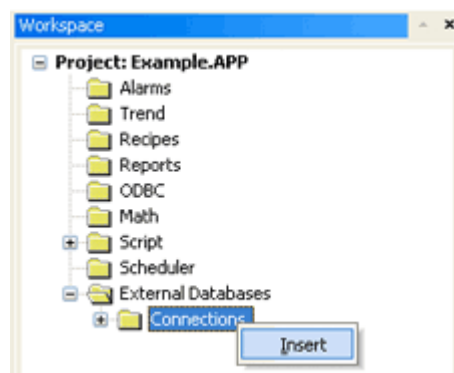 Workspace
Project: Example.APP
Alarms
Trend
Recipes
Reports
ODBC
Math
Script
Scheduler
External Databases
Connections
Insert